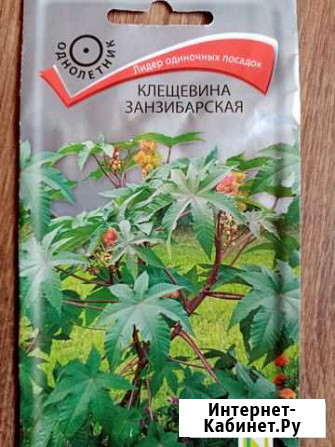 ОДНОЛЕТНИК
Лидер одиночных посадок
КЛЕЩЕВИНА
ЗАНЗИБАРСКАЯ
Интернет-
Кабинет.Ру